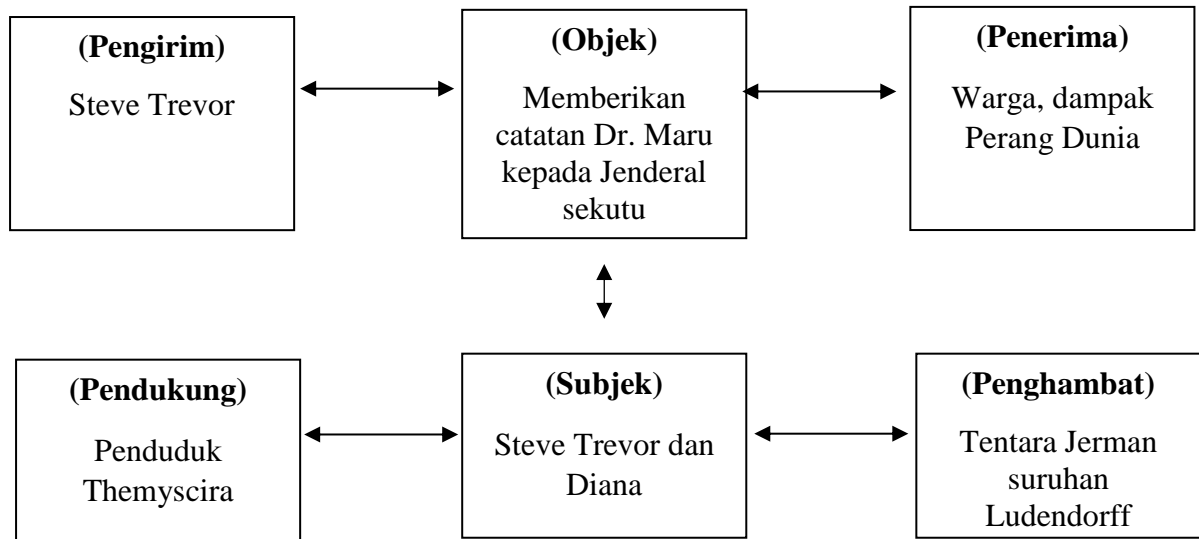 (Pengirim)
Steve Trevor
(Objek)
Memberikan
catatan Dr. Maru
kepada Jenderal
sekutu
(Penerima)
Warga, dampak
Perang Dunia
(Pendukung)
Penduduk
Themyscira
(Subjek)
Steve Trevor dan
Diana
(Penghambat)
Tentara Jerman
suruhan
Ludendorff